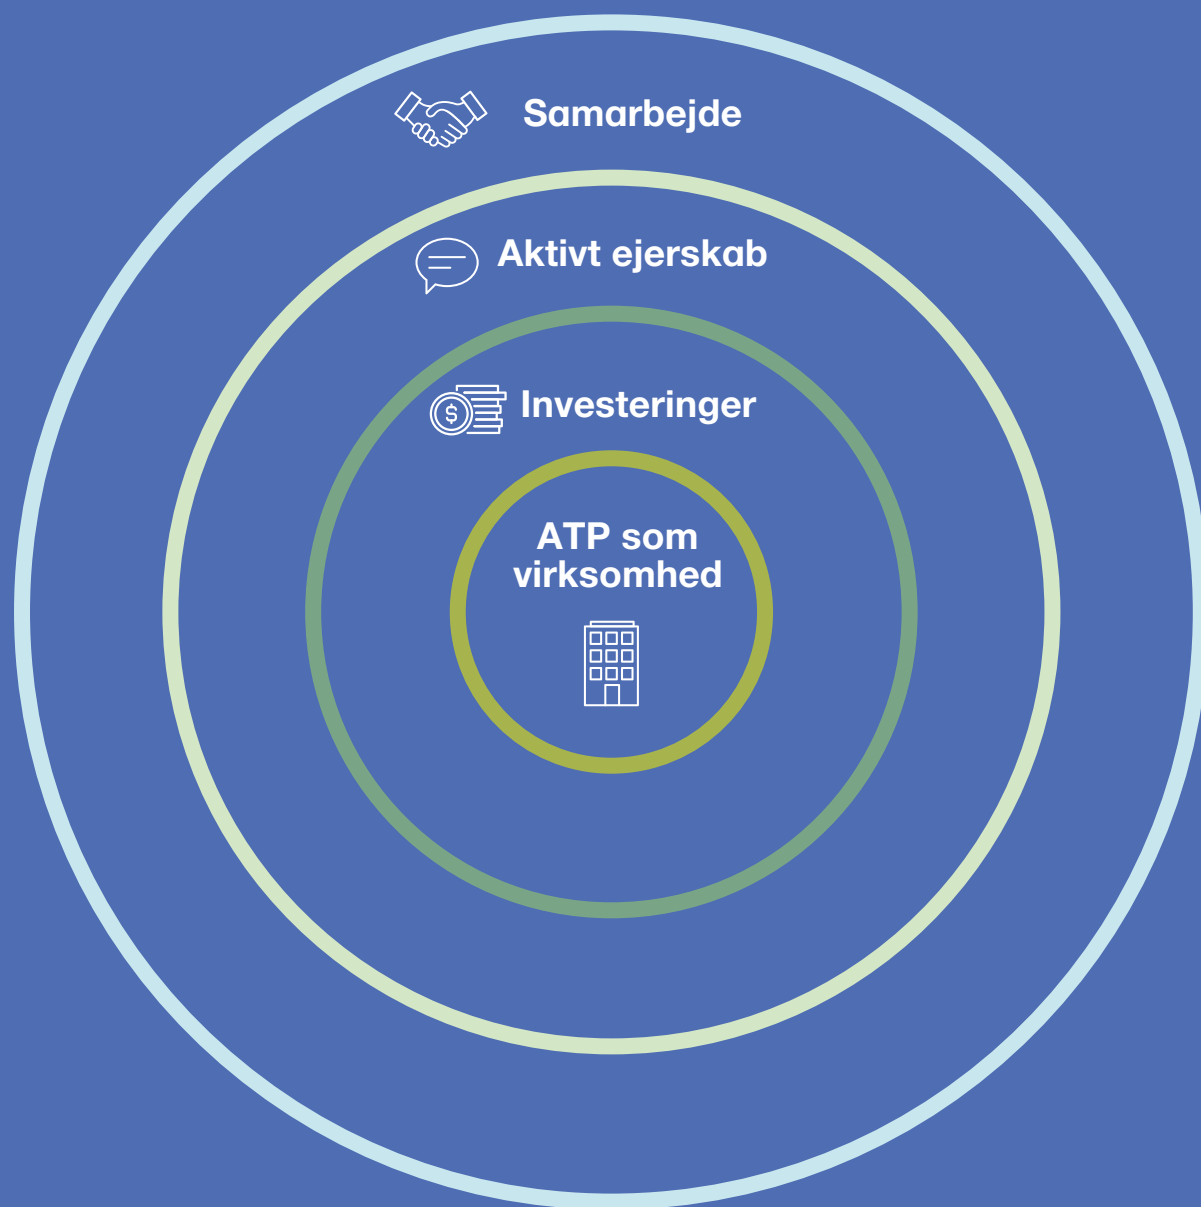 Samarbejde
Aktivt ejerskab
Investeringer
$
ATP som
virksomhed